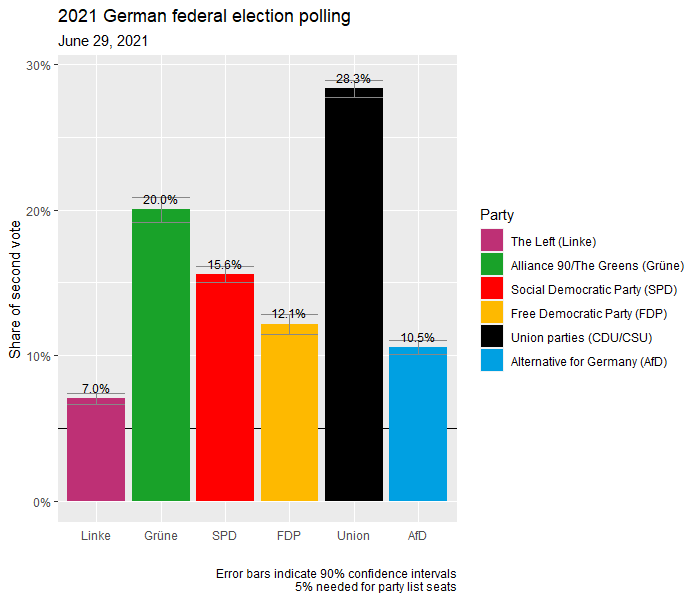 2021 German federal election polling
June 29, 2021
Share of second vote
30%
20%
10%
0%
7.0%
20.0%
15.6%
12.1%
28.3%
10.5%
Linke
Grüne
SPD
FDP
Union
AfD
Party
The Left (Linke)
Alliance 90/The Greens (Grüne)
Social Democratic Party (SPD)
Free Democratic Party (FDP)
Union parties (CDU/CSU)
Alternative for Germany (AfD)
Error bars indicate 90% confidence intervals
5% needed for party list seats